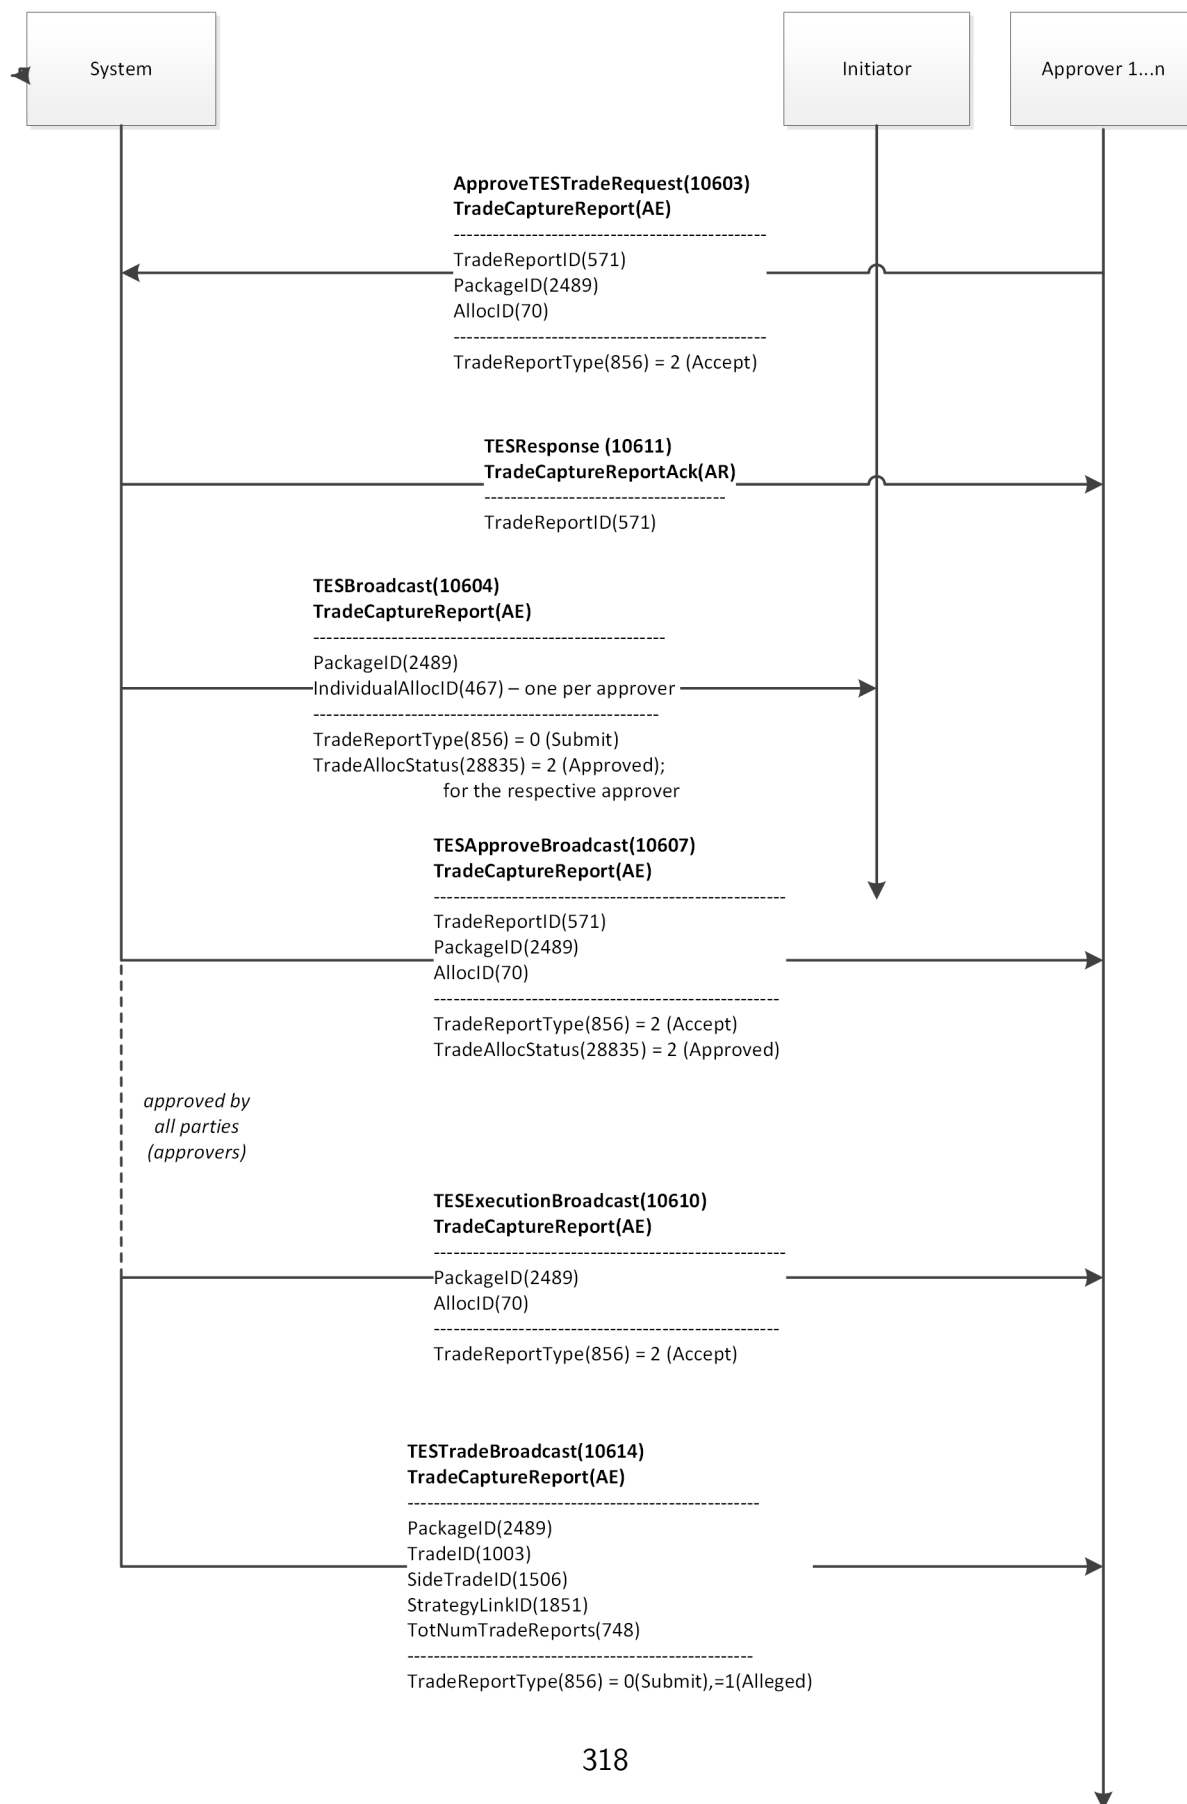 System
Initiator
Approver 1...n
ApproveTESTradeRequest(10603)
TradeCaptureReport(AE)
------------------------------------------------
TradeReportID(571)
PackageID(2489)
AllocID(70)
------------------------------------------------
TradeReportType(856) = 2 (Accept)
TESResponse (10611)
TradeCaptureReportAck(AR)
-------------------------------------
TradeReportID(571)
TESBroadcast(10604)
TradeCaptureReport(AE)
------------------------------------------------------
PackageID(2489)
IndividualAllocID(467) – one per approver
-----------------------------------------------------
TradeReportType(856) = 0 (Submit)
TradeAllocStatus(28835) = 2 (Approved);
for the respective approver
TESApproveBroadcast(10607)
TradeCaptureReport(AE)
------------------------------------------------------
TradeReportID(571)
PackageID(2489)
AllocID(70)
-----------------------------------------------------
TradeReportType(856) = 2 (Accept)
TradeAllocStatus(28835) = 2 (Approved)
approved by
all parties
(approvers)
TESExecutionBroadcast(10610)
TradeCaptureReport(AE)
------------------------------------------------------
PackageID(2489)
AllocID(70)
-----------------------------------------------------
TradeReportType(856) = 2 (Accept)
TESTradeBroadcast(10614)
TradeCaptureReport(AE)
------------------------------------------------------
PackageID(2489)
TradeID(1003)
SideTradeID(1506)
StrategyLinkID(1851)
TotNumTradeReports(748)
-----------------------------------------------------
TradeReportType(856) = 0(Submit),=1(Alleged)
318